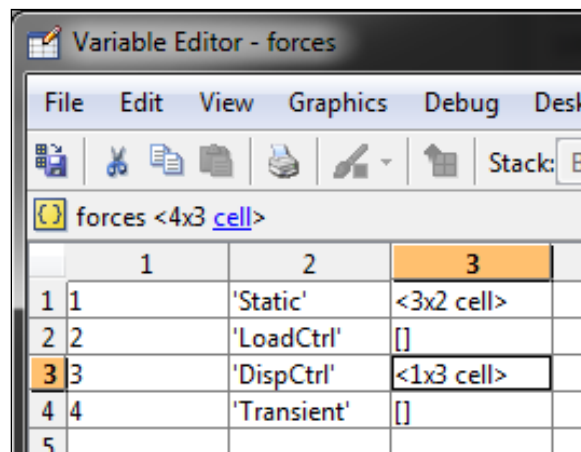 Variable Editor - forces
File Edit View Graphics Debug Desk
Stack:
forces <4x3 cell>
1 2 3
1 1 'Static' <3x2 cell>
2 2 'LoadCtrl' []
3 3 'DispCtrl' <1x3 cell>
4 4 'Transient' []
5